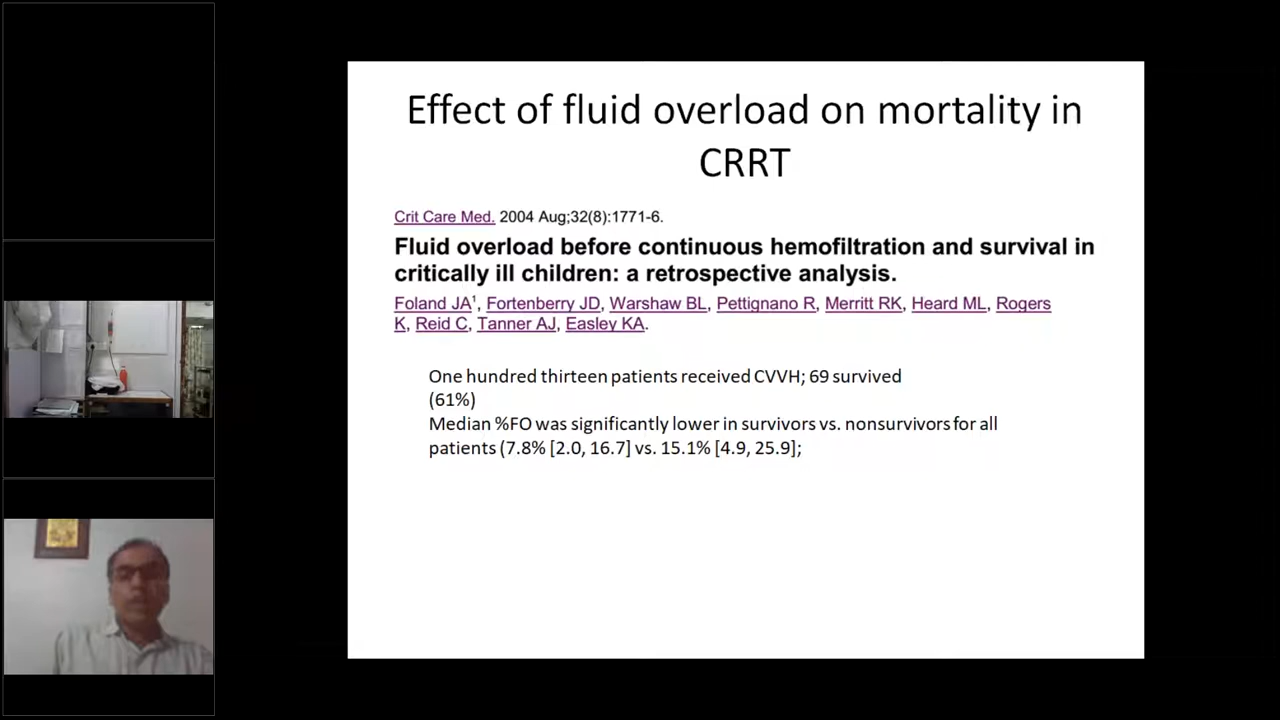 Effect of fluid overload on mortality in
CRRT
Crit Care Med. 2004 Aug;32(8):1771-6.
Fluid overload before continuous hemofiltration and survival in
critically ill children: a retrospective analysis.
Foland JA¹, Fortenberry JD, Warshaw BL, Pettignano R, Merritt RK, Heard ML, Rogers
K, Reid C, Tanner AJ, Easley KA.
One hundred thirteen patients received CVVH; 69 survived
(61%)
Median %FO was significantly lower in survivors vs. nonsurvivors for all
patients (7.8% [2.0, 16.7] vs. 15.1% [4.9, 25.9];